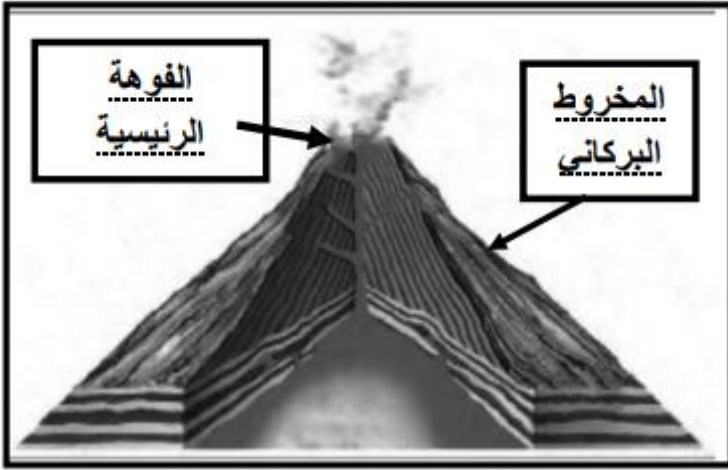 الفوهة
الرئيسية
المخروط
البركاني